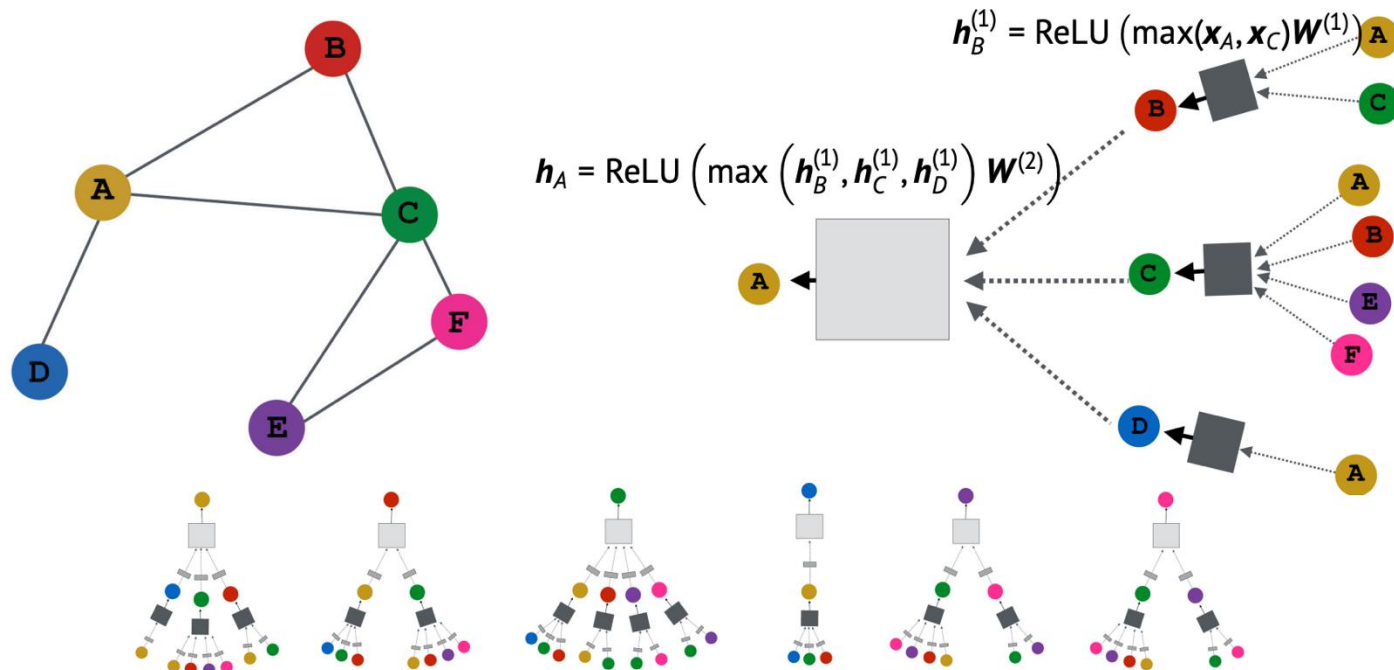 B
A
C
F
D
E
h_B^{(1)} = ReLU (max(x_A, x_C)W^{(1)})
A
C
B
h_A = ReLU (max (h_B^{(1)}, h_C^{(1)}, h_D^{(1)}) W^{(2)})
A
C
A
B
E
F
D
A